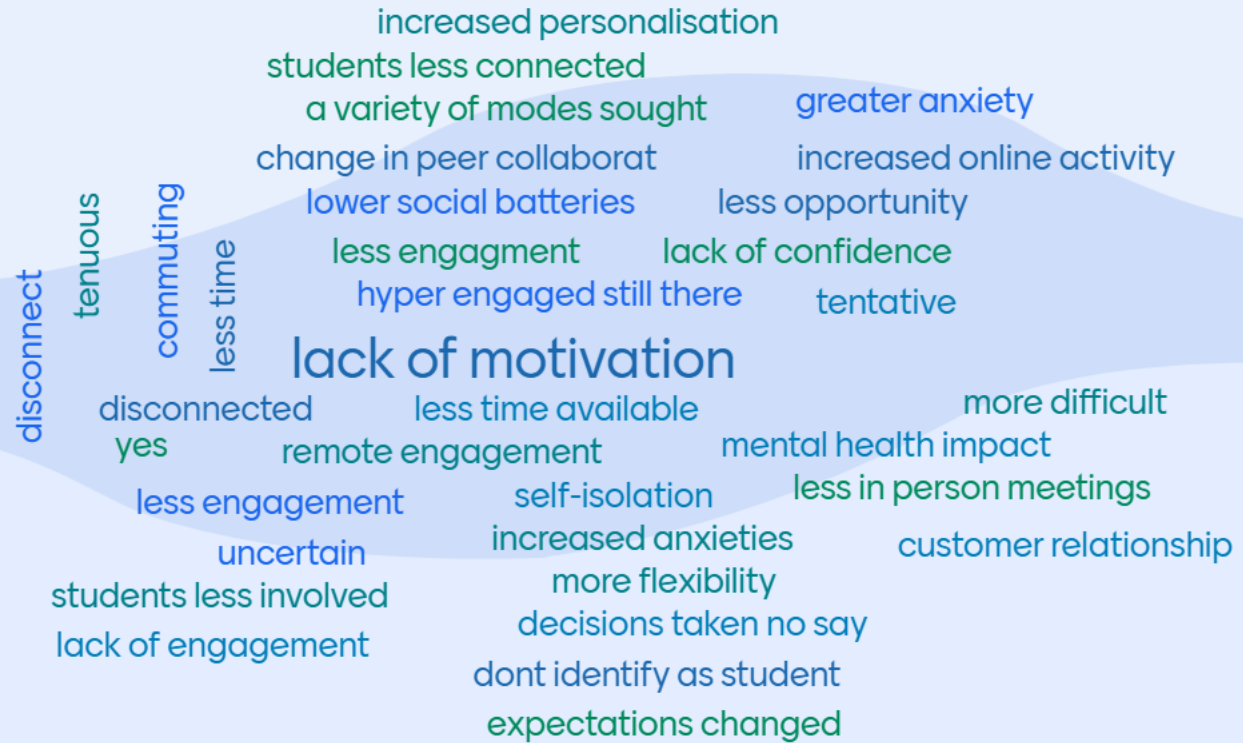 increased personalisation
students less connected
a variety of modes sought
greater anxiety
change in peer collaborat
increased online activity
lower social batteries
less opportunity
less engagment
lack of confidence
hyper engaged still there
tentative
disconnect
tenuous
commuting
less time
lack of motivation
disconnected
less time available
more difficult
yes
remote engagement
mental health impact
less engagement
self-isolation
less in person meetings
uncertain
increased anxieties
customer relationship
students less involved
more flexibility
decisions taken no say
lack of engagement
dont identify as student
expectations changed